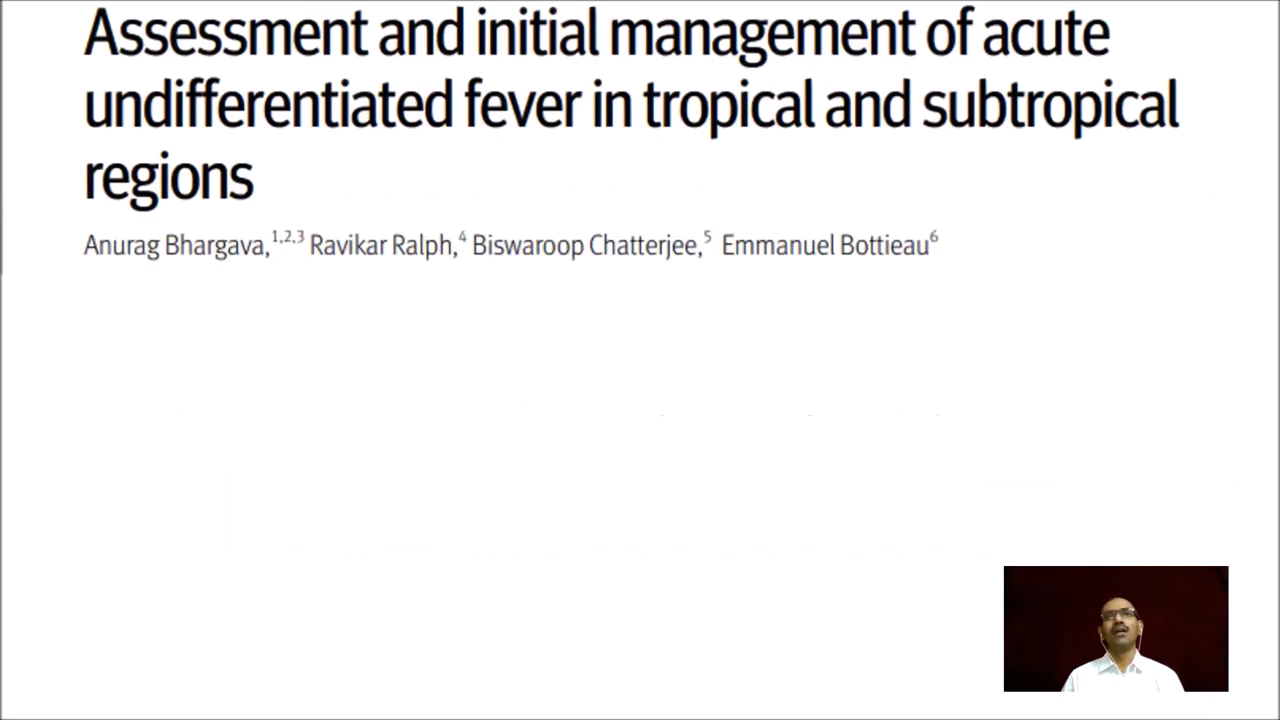 Assessment and initial management of acute
undifferentiated fever in tropical and subtropical
regions
Anurag Bhargava,1,2,3 Ravikar Ralph,4 Biswaroop Chatterjee,5 Emmanuel Bottieau6